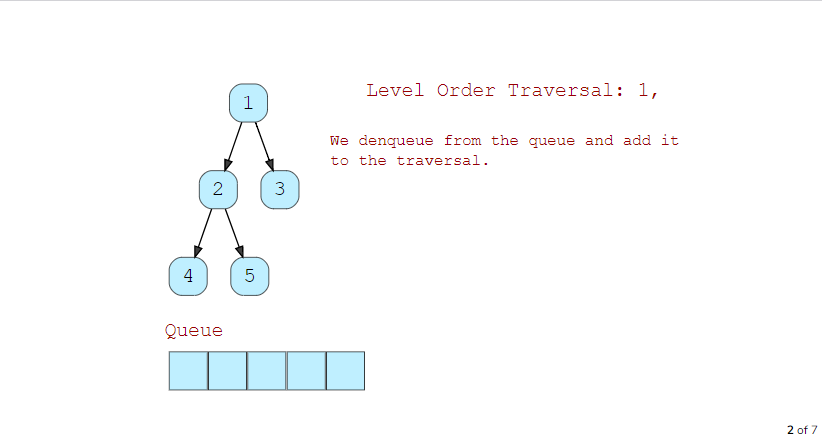 1
Level Order Traversal: 1,
We denqueue from the queue and add it
to the traversal.
2
3
4
5
Queue
2 of 7